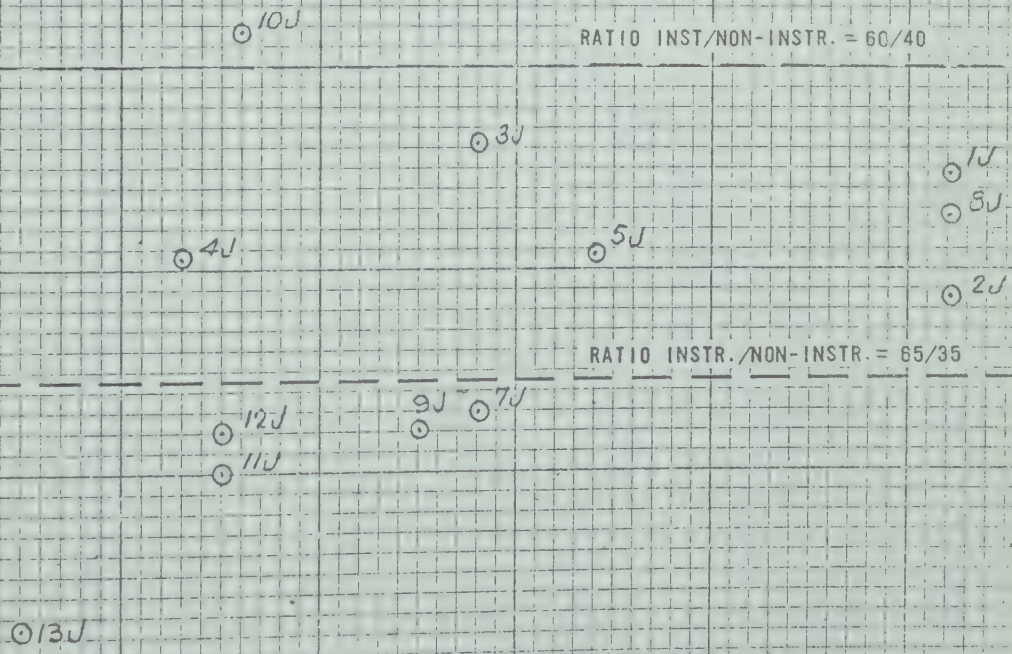 10J
RATIO INST/NON-INSTR. = 60/40
3J
1J
8J
5J
4J
2J
RATIO INSTR./NON-INSTR. = 65/35
9J
7J
12J
11J
13J